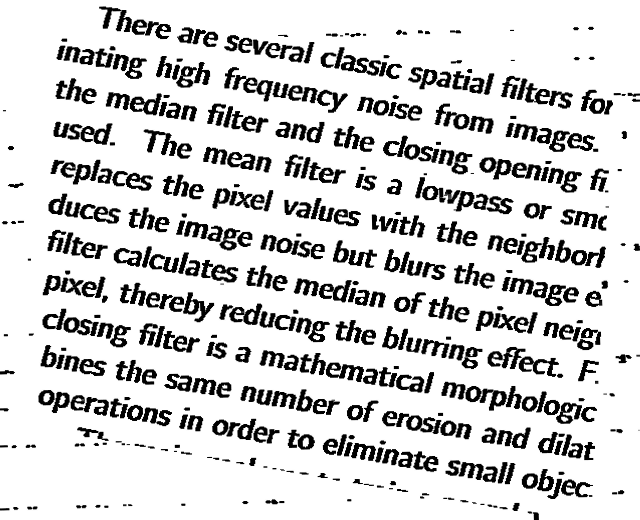 There are several classic spatial filters for
inating high frequency noise from images.
the median filter and the closing opening fi
used. The mean filter is a lowpass or smo
replaces the pixel values with the neighborh
duces the image noise but blurs the image e
filter calculates the median of the pixel neig
pixel, thereby reducing the blurring effect. F
closing filter is a mathematical morphologic
bines the same number of erosion and dilat
operations in order to eliminate small objec